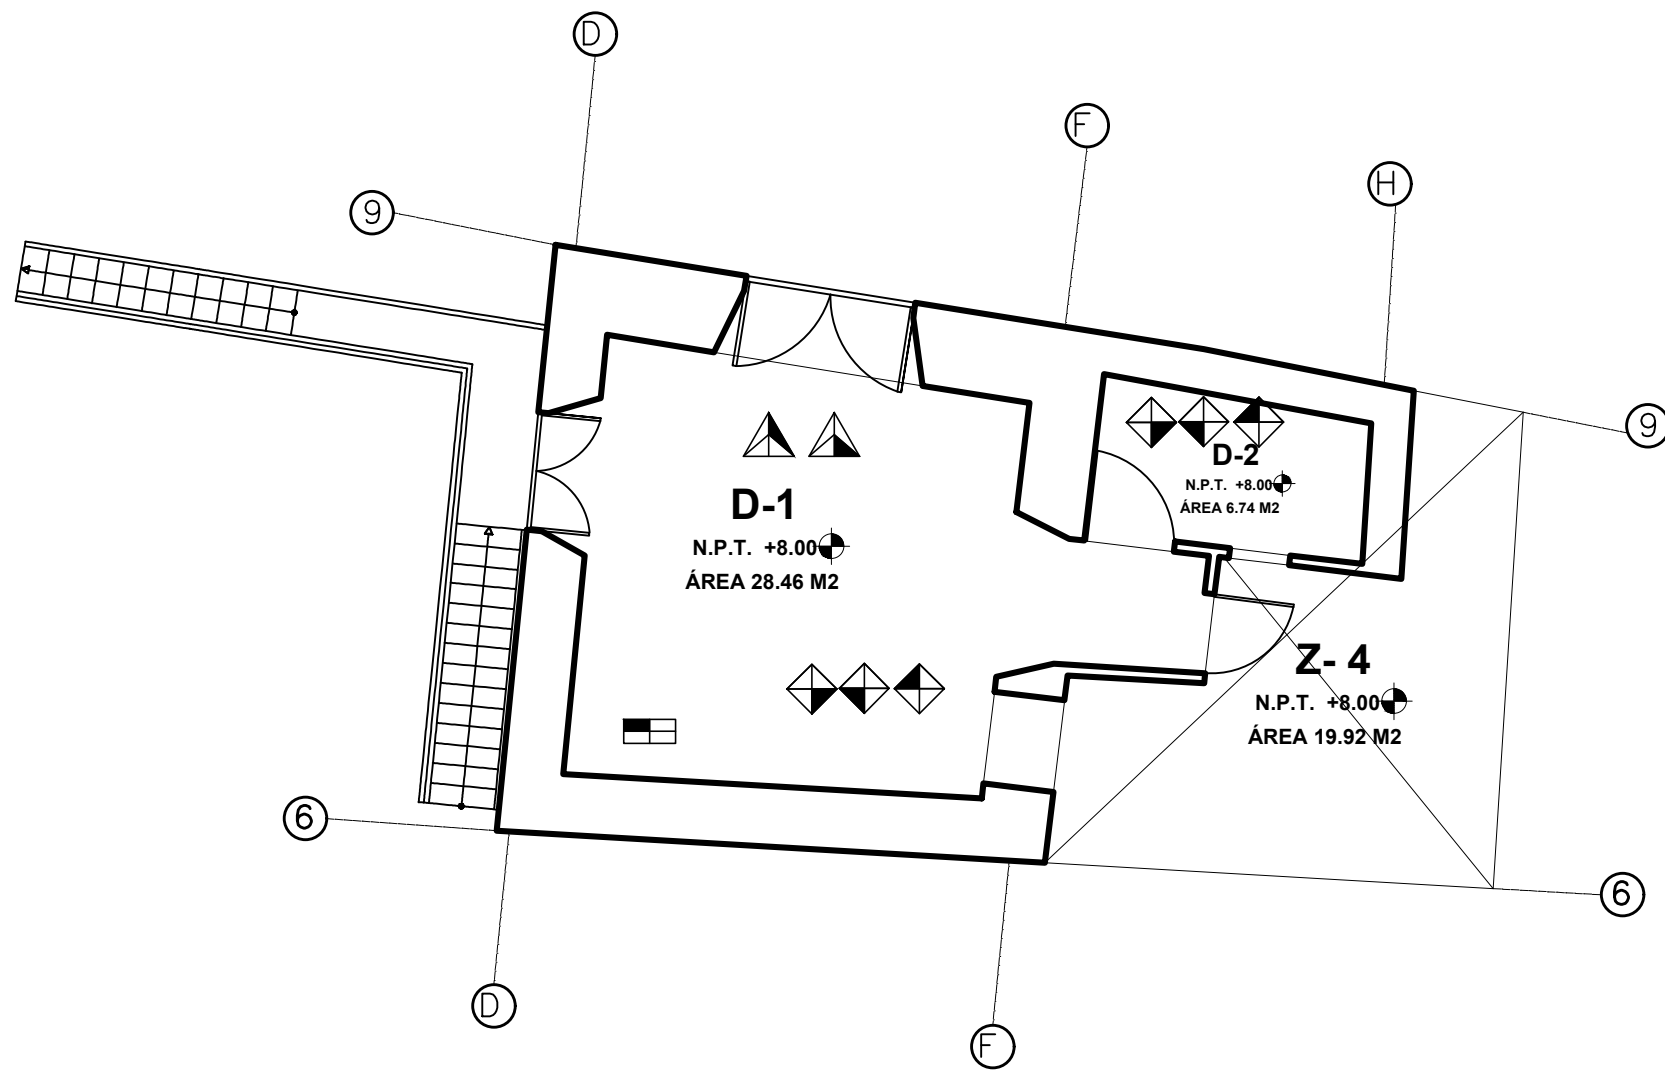 D
F
H
9
9
D-2
N.P.T. +8.00
ÁREA 6.74 M2
D-1
N.P.T. +8.00
ÁREA 28.46 M2
Z- 4
N.P.T. +8.00
ÁREA 19.92 M2
6
6
D
F